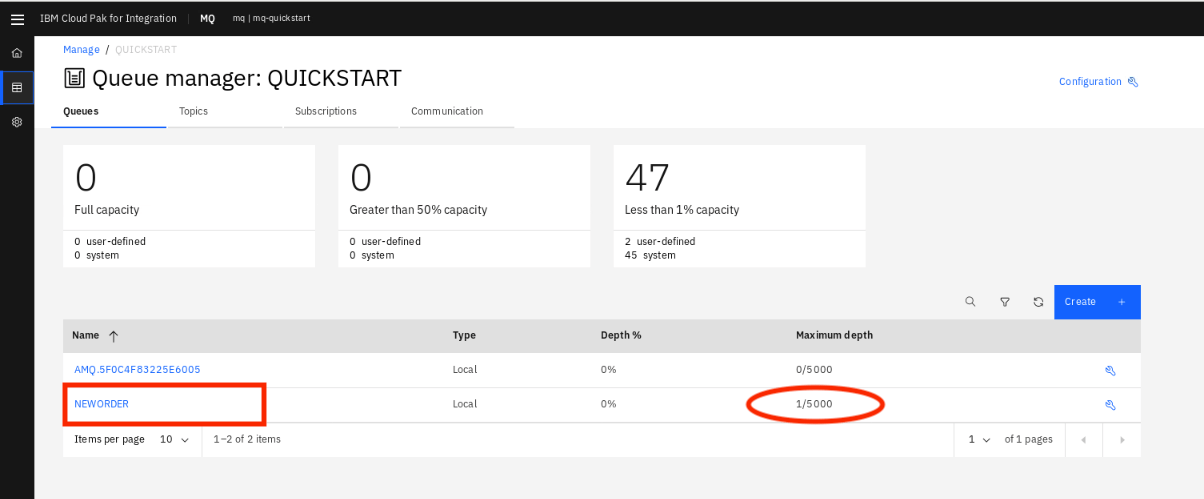 IBM Cloud Pak for Integration | MQ mq | mq-quickstart
Manage / QUICKSTART
Queue manager: QUICKSTART
Configuration
Queues Topics Subscriptions Communication
0 0 47
Full capacity Greater than 50% capacity Less than 1% capacity
0 user-defined 0 user-defined 2 user-defined
0 system 0 system 45 system
Create +
Name Type Depth % Maximum depth
AMQ.5F0C4F83225E6005 Local 0% 0/5000
NEWORDER Local 0% 1/5000
Items per page 10 1–2 of 2 items 1 of 1 pages